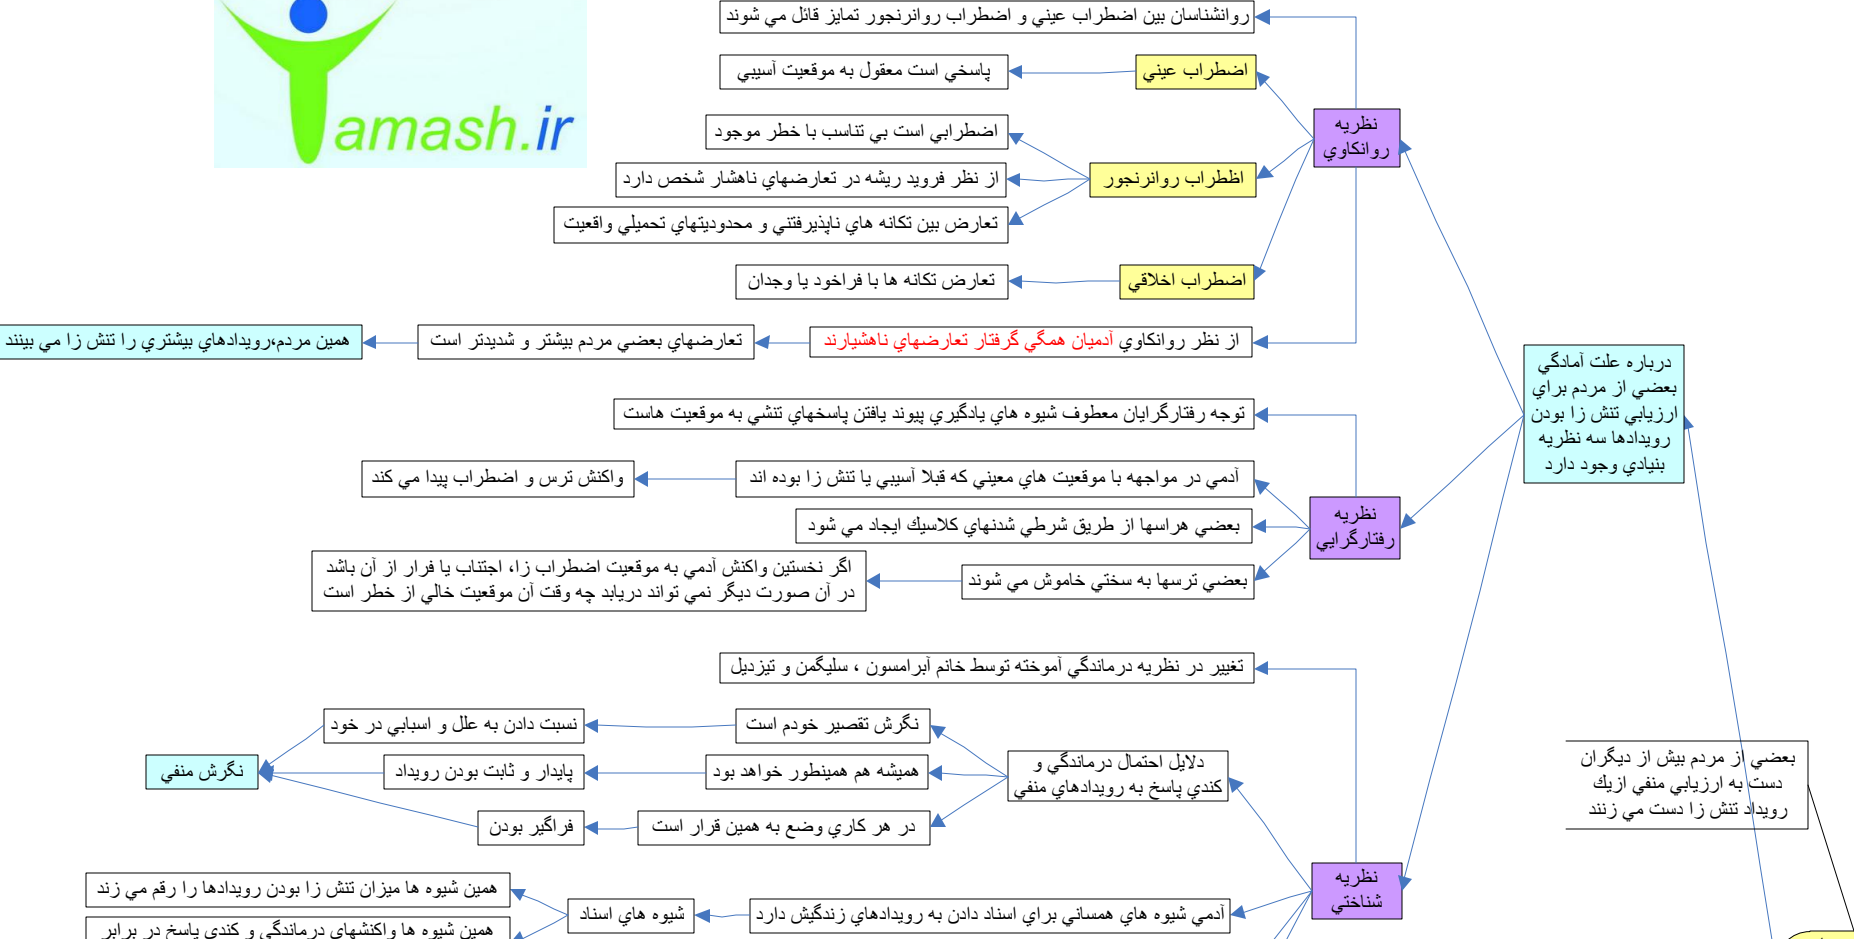 amash.ir
روانشناسان بين اضطراب عيني و اضطراب روانرنجور تمايز قائل مي شوند
اضطراب عيني
پاسخي است معقول به موقعيت آسيبي
نظريه
روانكاوي
اضطرابي است بي تناسب با خطر موجود
اظطراب روانرنجور
از نظر فرويد ريشه در تعارضهاي ناهشار شخص دارد
تعارض بين تكانه هاي ناپذيرفتني و محدوديتهاي تحميلي واقعيت
اضطراب اخلاقي
تعارض تكانه ها با فراخود يا وجدان
از نظر روانكاوي آدميان همگي گرفتار تعارضهاي ناهشيارند
تعارضهاي بعضي مردم بيشتر و شديدتر است
همين مردم،رويدادهاي بيشتري را تنش زا مي بينند
درباره علت آمادگي
بعضي از مردم براي
ارزيابي تنش زا بودن
رويدادها سه نظريه
بنيادي وجود دارد
توجه رفتارگرايان معطوف شيوه هاي يادگيري پيوند يافتن پاسخهاي تنشي به موقعيت هاست
آدمي در مواجهه با موقعيت هاي معيني كه قبلا آسيبي يا تنش زا بوده اند
واكنش ترس و اضطراب پيدا مي كند
نظريه
رفتارگرايي
بعضي هراسها از طريق شرطي شدنهاي كلاسيك ايجاد مي شود
بعضي ترسها به سختي خاموش مي شوند
اگر نخستين واكنش آدمي به موقعيت اضطراب زا، اجتناب يا فرار از آن باشد
در آن صورت ديگر نمي تواند دريابد چه وقت آن موقعيت خالي از خطر است
تغيير در نظريه درماندگي آموخته توسط خانم آبرامسون ، سليگمن و تيزديل
نگرش تقصير خودم است
نسبت دادن به علل و اسبابي در خود
دلايل احتمال درماندگي و
كندي پاسخ به رويدادهاي منفي
هميشه هم همينطور خواهد بود
پايدار و ثابت بودن رويداد
نگرش منفي
در هر كاري وضع به همين قرار است
فراگير بودن
بعضي از مردم بيش از ديگران
دست به ارزيابي منفي ازيك
رويداد تنش زا دست مي زنند
نظريه
شناختي
آدمي شيوه هاي همساني براي اسناد دادن به رويدادهاي زندگيش دارد
شيوه هاي اسناد
همين شيوه ها ميزان تنش زا بودن رويدادها را رقم مي زند
همين شيوه ها واكنشهاي درماندگي و كندي پاسخ در برابر